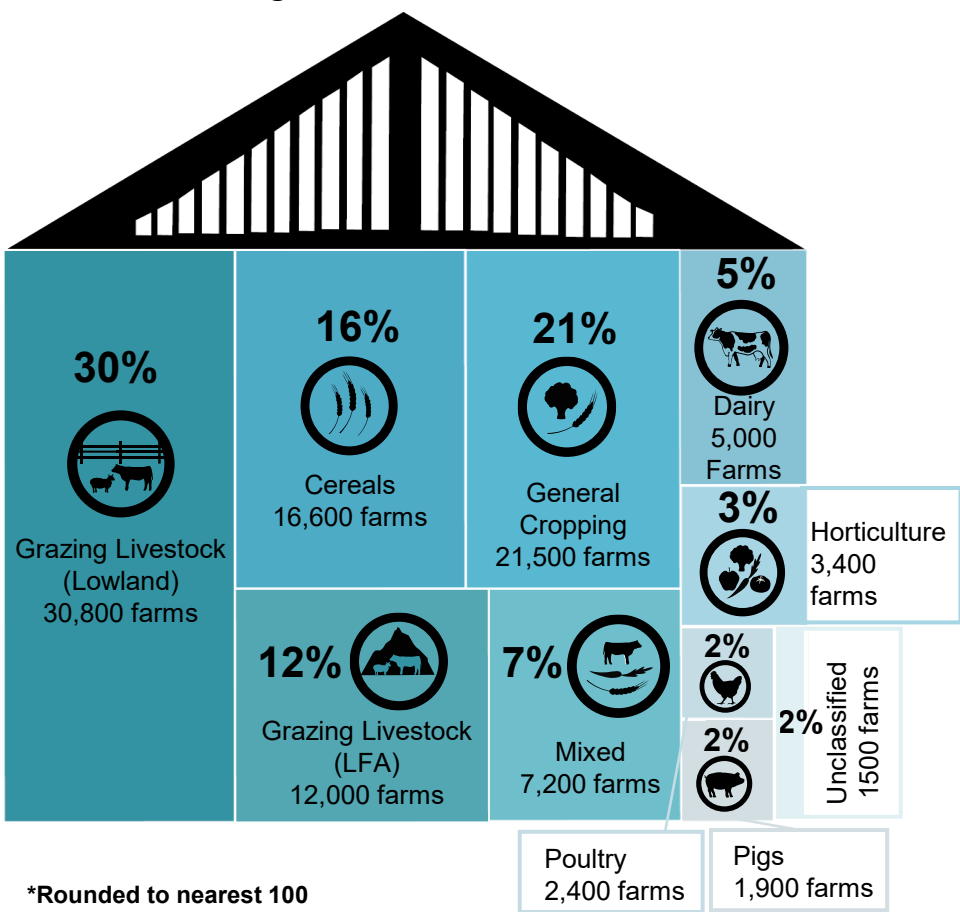 30%
Grazing Livestock
(Lowland)
30,800 farms
16%
Cereals
16,600 farms
21%
General
Cropping
21,500 farms
5%
Dairy
5,000
Farms
3%
Horticulture
3,400
farms
12%
Grazing Livestock
(LFA)
12,000 farms
7%
Mixed
7,200 farms
2%
2%
2%
Unclassified
1500 farms
Poultry
2,400 farms
Pigs
1,900 farms
*Rounded to nearest 100